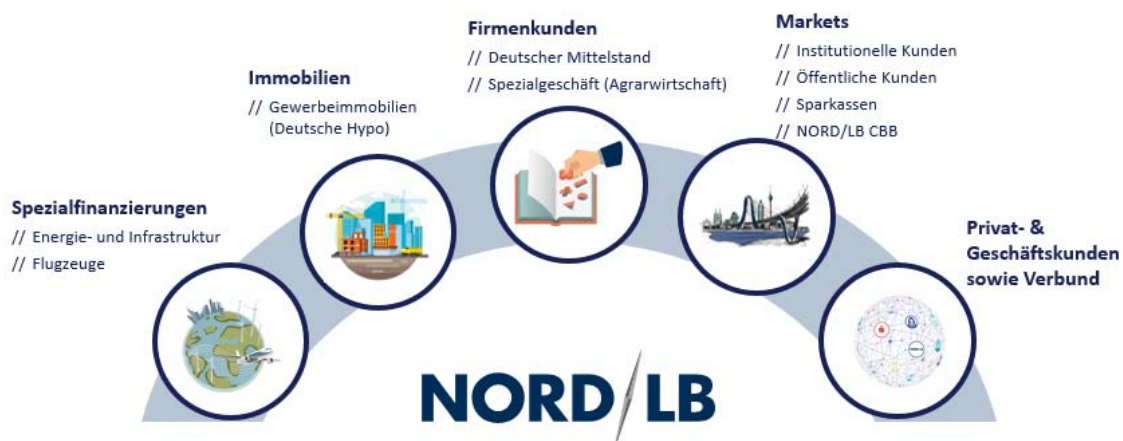 Spezialfinanzierungen
// Energie- und Infrastruktur
// Flugzeuge
Immobilien
// Gewerbeimmobilien
(Deutsche Hypo)
Firmenkunden
// Deutscher Mittelstand
// Spezialgeschäft (Agrarwirtschaft)
Markets
// Institutionelle Kunden
// Öffentliche Kunden
// Sparkassen
// NORD/LB CBB
Privat- &
Geschäftskunden
sowie Verbund
NORD/LB